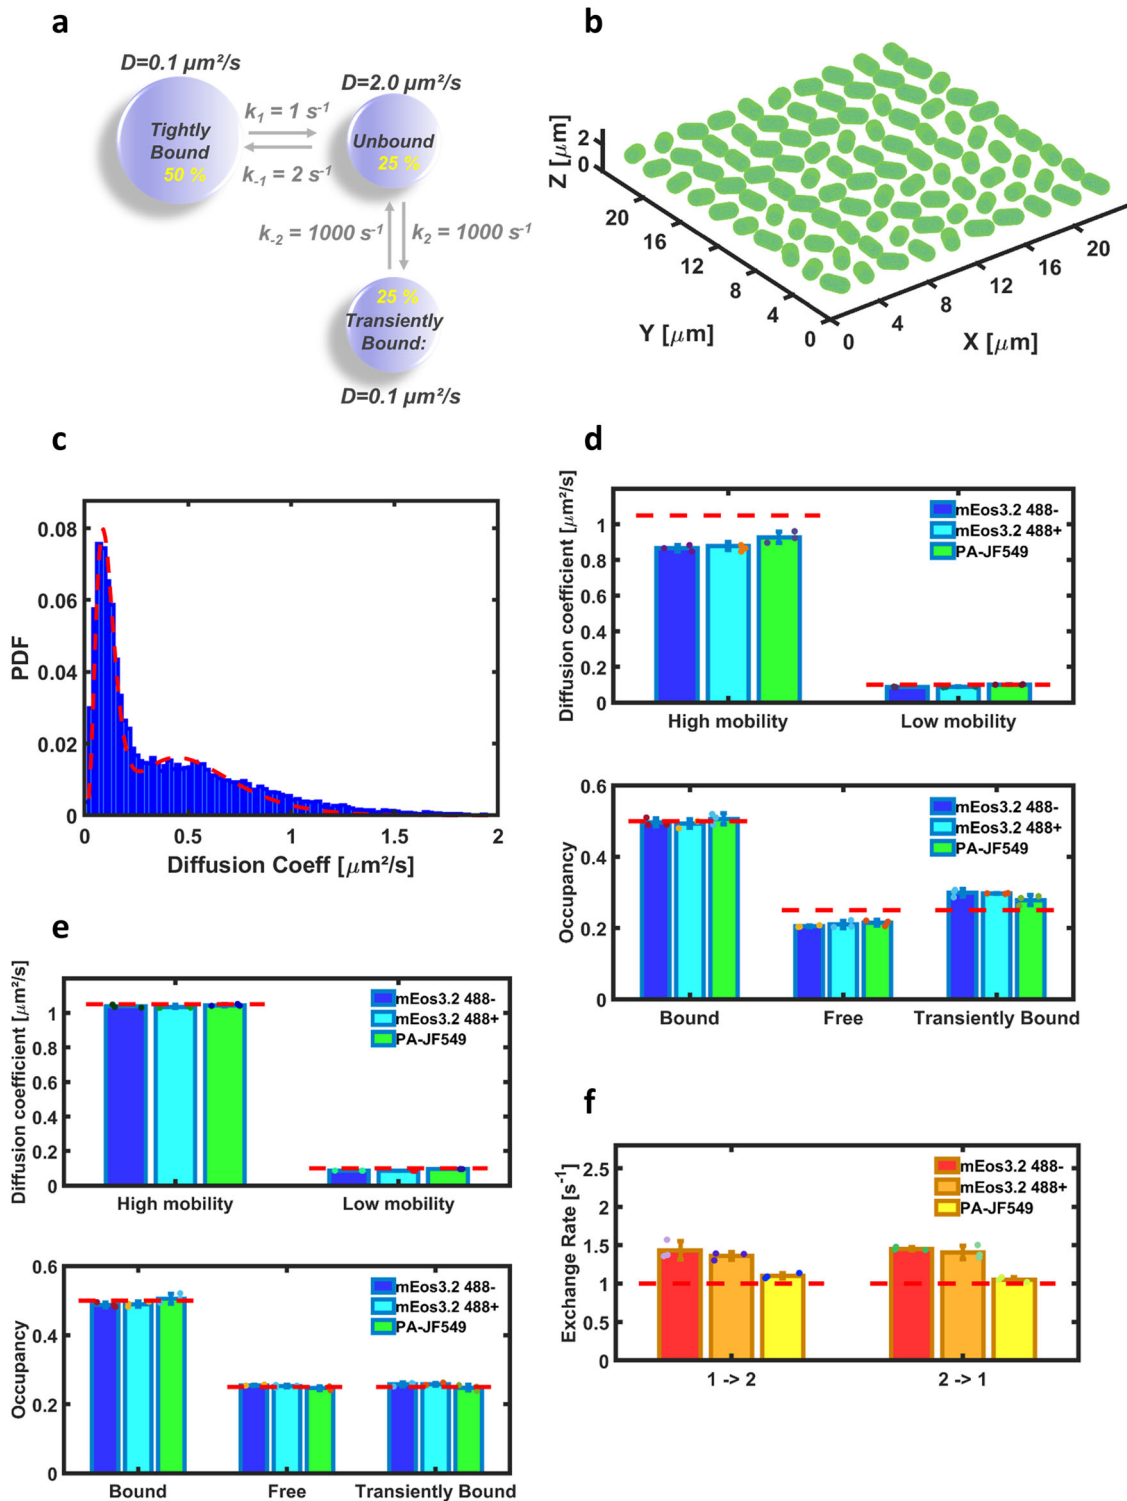 a
D=0.1 µm²/s
D=2.0 µm²/s
k₁ = 1 s⁻¹
Tightly
Bound
50 %
Unbound
25 %
k₋₁ = 2 s⁻¹
k₋₂ = 1000 s⁻¹
k₂ = 1000 s⁻¹
25 %
Transiently
Bound:
D=0.1 µm²/s
b
Z [µm]
2
0
20
16
12
8
4
0
Y [µm]
0
4
8
12
16
20
X [µm]
c
PDF
0.08
0.06
0.04
0.02
0
0
0.5
1
1.5
2
Diffusion Coeff [µm²/s]
d
Diffusion coefficient [µm²/s]
1
0.8
0.6
0.4
0.2
0
mEos3.2 488-
mEos3.2 488+
PA-JF549
High mobility
Low mobility
Occupancy
0.6
0.4
0.2
0
mEos3.2 488-
mEos3.2 488+
PA-JF549
Bound
Free
Transiently Bound
e
Diffusion coefficient [µm²/s]
1
0.8
0.6
0.4
0.2
0
mEos3.2 488-
mEos3.2 488+
PA-JF549
High mobility
Low mobility
Occupancy
0.6
0.4
0.2
0
mEos3.2 488-
mEos3.2 488+
PA-JF549
Bound
Free
Transiently Bound
f
Exchange Rate [s⁻¹]
2.5
2
1.5
1
0.5
0
mEos3.2 488-
mEos3.2 488+
PA-JF549
1 -> 2
2 -> 1